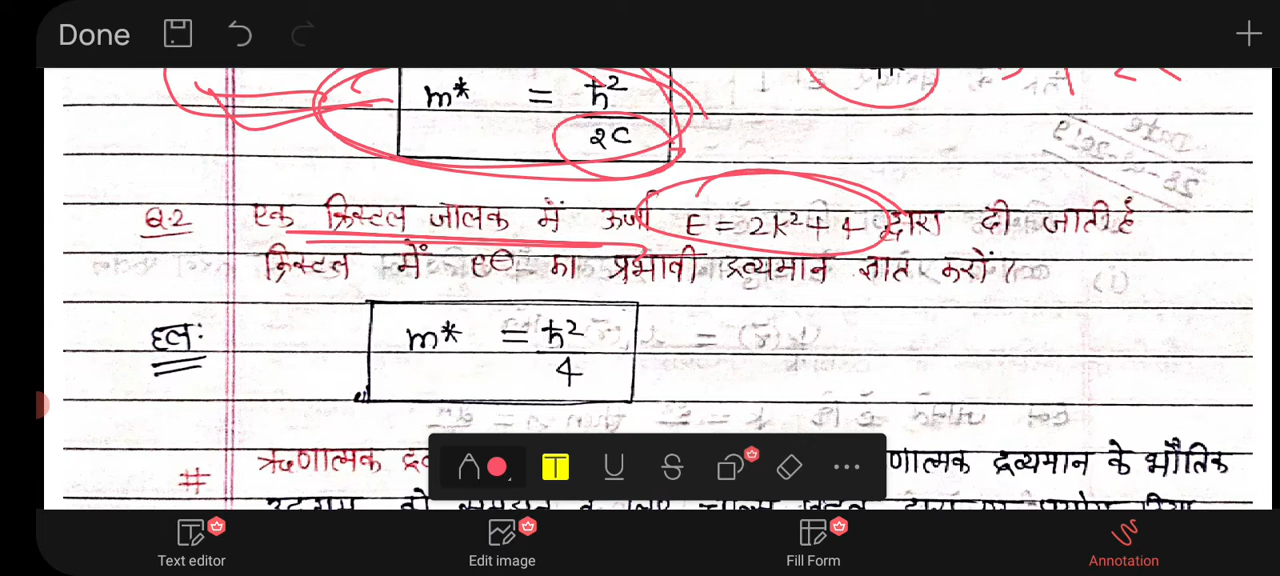 Done
m* = ħ²
2C
Q.2 एक क्रिस्टल जालक में ऊर्जा E = 2k² + 4 द्वारा दी जाती है
क्रिस्टल में e⊖ का प्रभावी द्रव्यमान ज्ञात करों?
हलः m* = ħ²
4
# ऋणात्मक णात्मक द्रव्यमान के भौतिक
Text editor
Edit image
Fill Form
Annotation